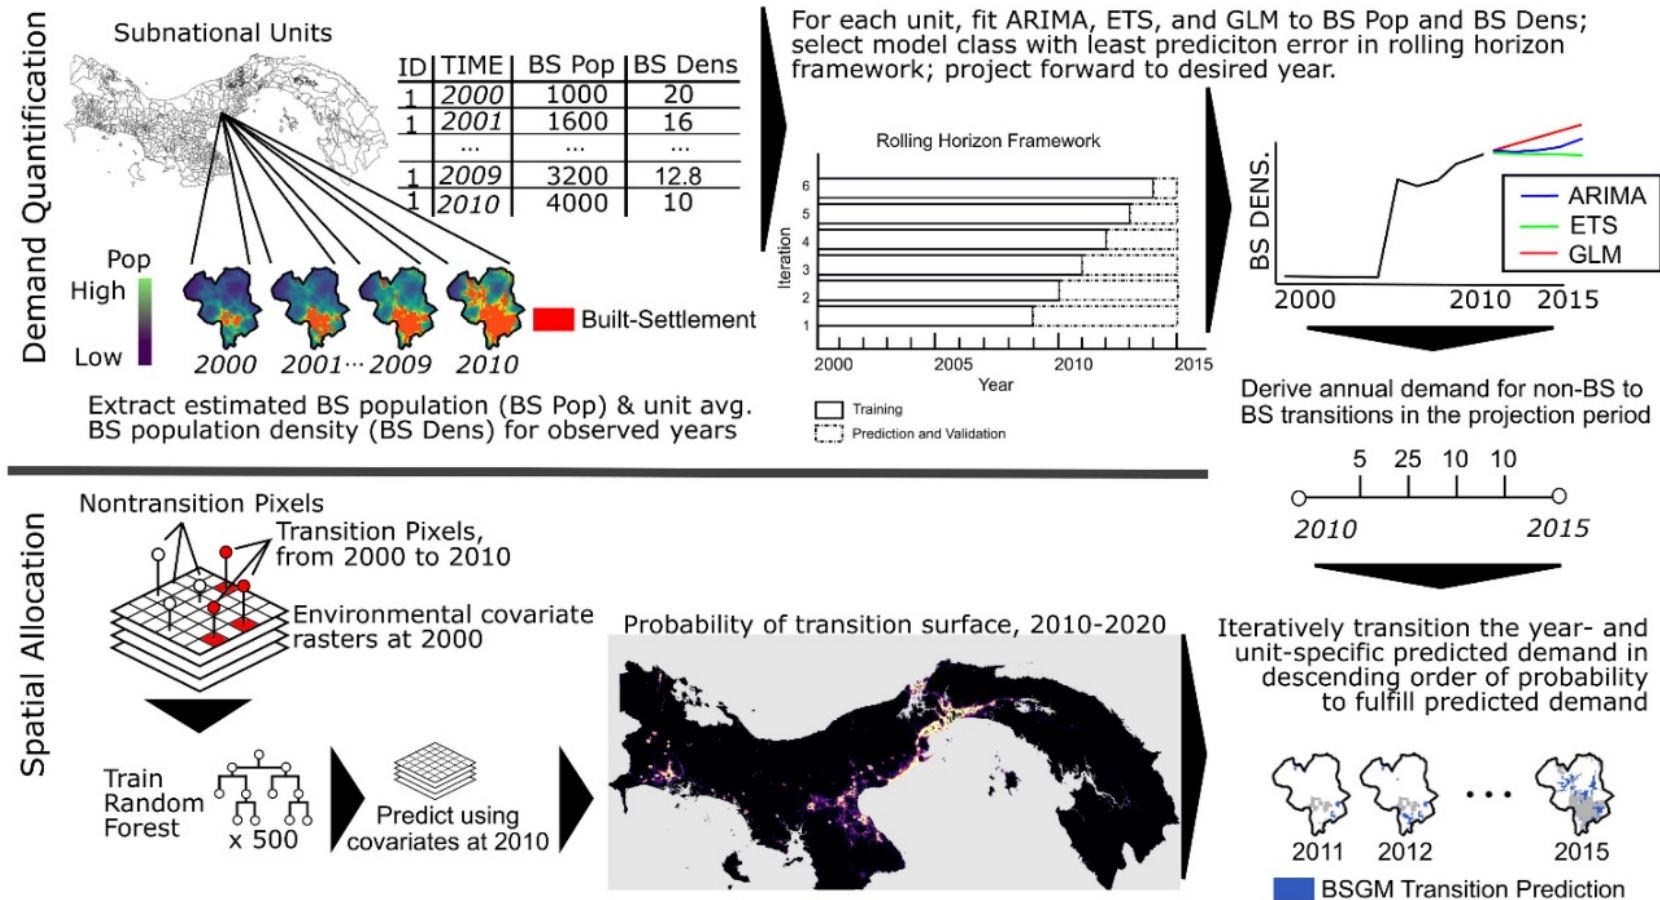 Demand Quantification
Subnational Units
ID TIME BS Pop BS Dens
1 2000 1000 20
1 2001 1600 16
... ... ...
1 2009 3200 12.8
1 2010 4000 10
Pop
High
Low
2000 2001 ... 2009 2010
Built-Settlement
Extract estimated BS population (BS Pop) & unit avg.
BS population density (BS Dens) for observed years
For each unit, fit ARIMA, ETS, and GLM to BS Pop and BS Dens;
select model class with least prediciton error in rolling horizon
framework; project forward to desired year.
Rolling Horizon Framework
Iteration
6
5
4
3
2
1
2000 2005 2010 2015
Year
Training
Prediction and Validation
BS DENS.
ARIMA
ETS
GLM
2000 2010 2015
Derive annual demand for non-BS to
BS transitions in the projection period
5 25 10 10
2010 2015
Spatial Allocation
Nontransition Pixels
Transition Pixels,
from 2000 to 2010
Environmental covariate
rasters at 2000
Train
Random
Forest
x 500
Predict using
covariates at 2010
Probability of transition surface, 2010-2020
Iteratively transition the year- and
unit-specific predicted demand in
descending order of probability
to fulfill predicted demand
2011 2012 ... 2015
BSGM Transition Prediction